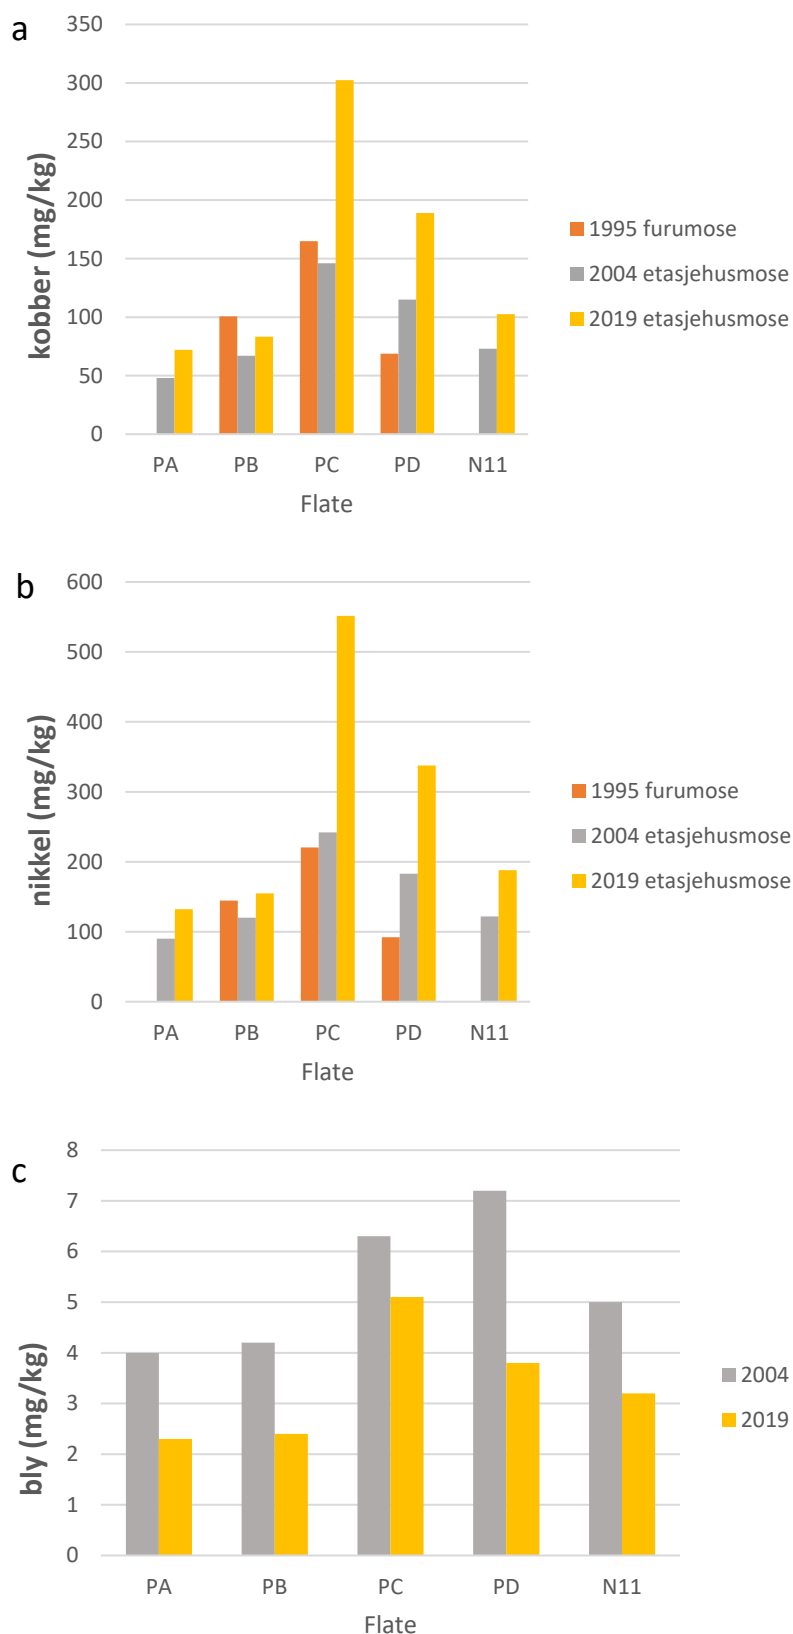 a
350
300
250
200
150
100
50
0
kobber (mg/kg)
PA PB PC PD N11
Flate
1995 furumose
2004 etasjehusmose
2019 etasjehusmose
b
600
500
400
300
200
100
0
nikkel (mg/kg)
PA PB PC PD N11
Flate
1995 furumose
2004 etasjehusmose
2019 etasjehusmose
c
8
7
6
5
4
3
2
1
0
bly (mg/kg)
PA PB PC PD N11
Flate
2004
2019